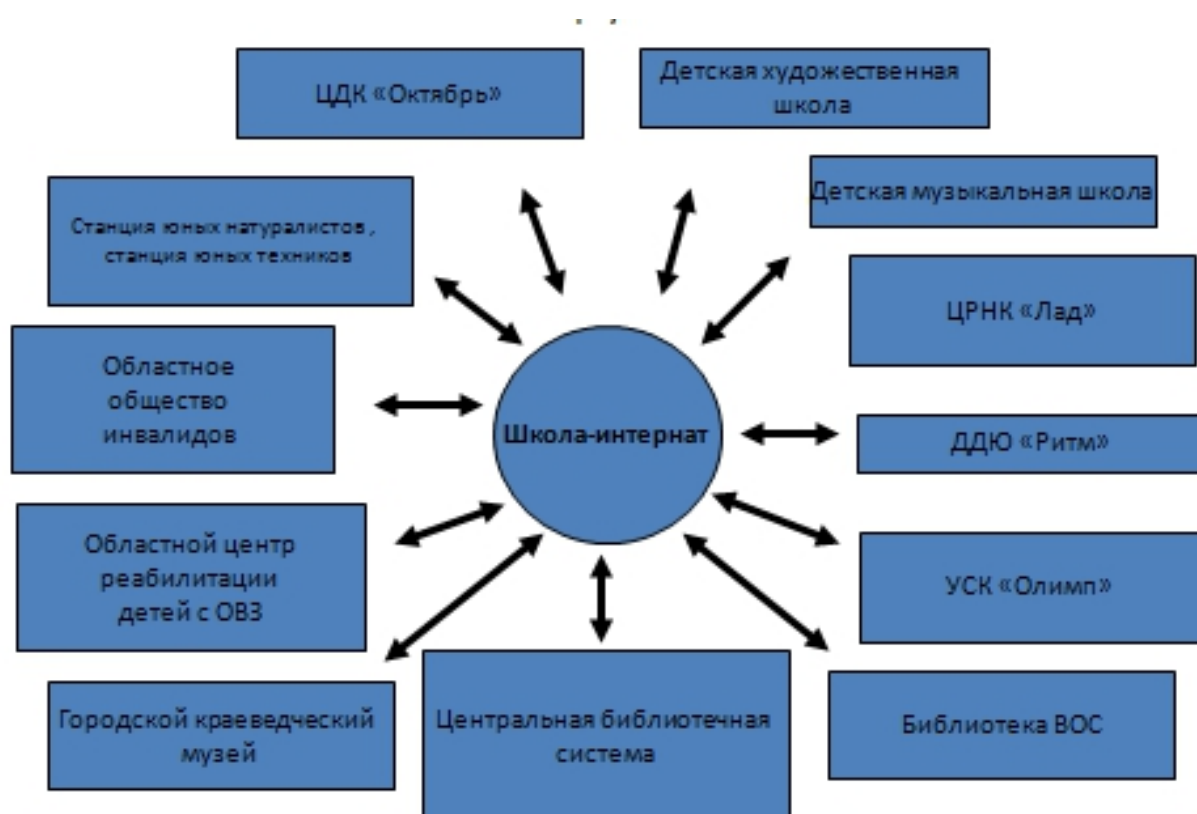 ЦДК «Октябрь»
Детская художественная
школа
Детская музыкальная школа
Станция юных натуралистов ,
станция юных техников
ЦРНК «Лад»
Областное
общество
инвалидов
Школа-интернат
ДДЮ «Ритм»
Областной центр
реабилитации
детей с ОВЗ
УСК «Олимп»
Городской краеведческий
музей
Центральная библиотечная
система
Библиотека ВОС